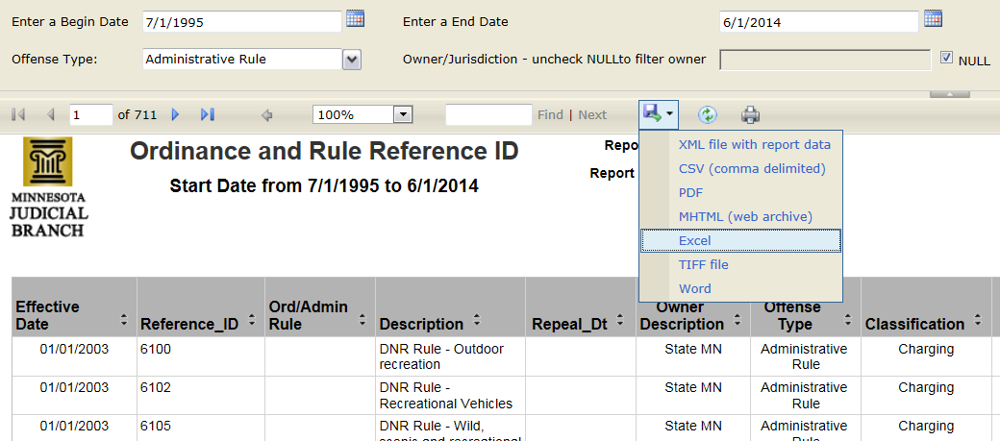 Enter a Begin Date 7/1/1995 Enter a End Date 6/1/2014
Offense Type: Administrative Rule Owner/Jurisdiction - uncheck NULLto filter owner NULL
1 of 711 100% Find | Next
XML file with report data
CSV (comma delimited)
PDF
MHTML (web archive)
Excel
TIFF file
Word
MINNESOTA
JUDICIAL
BRANCH
Ordinance and Rule Reference ID
Start Date from 7/1/1995 to 6/1/2014
Repo
Report
Effective Date Reference_ID Ord/Admin Rule Description Repeal_Dt Owner Description Offense Type Classification
01/01/2003 6100 DNR Rule - Outdoor recreation State MN Administrative Rule Charging
01/01/2003 6102 DNR Rule - Recreational Vehicles State MN Administrative Rule Charging
01/01/2003 6105 DNR Rule - Wild, scenic and recreational State MN Administrative Rule Charging